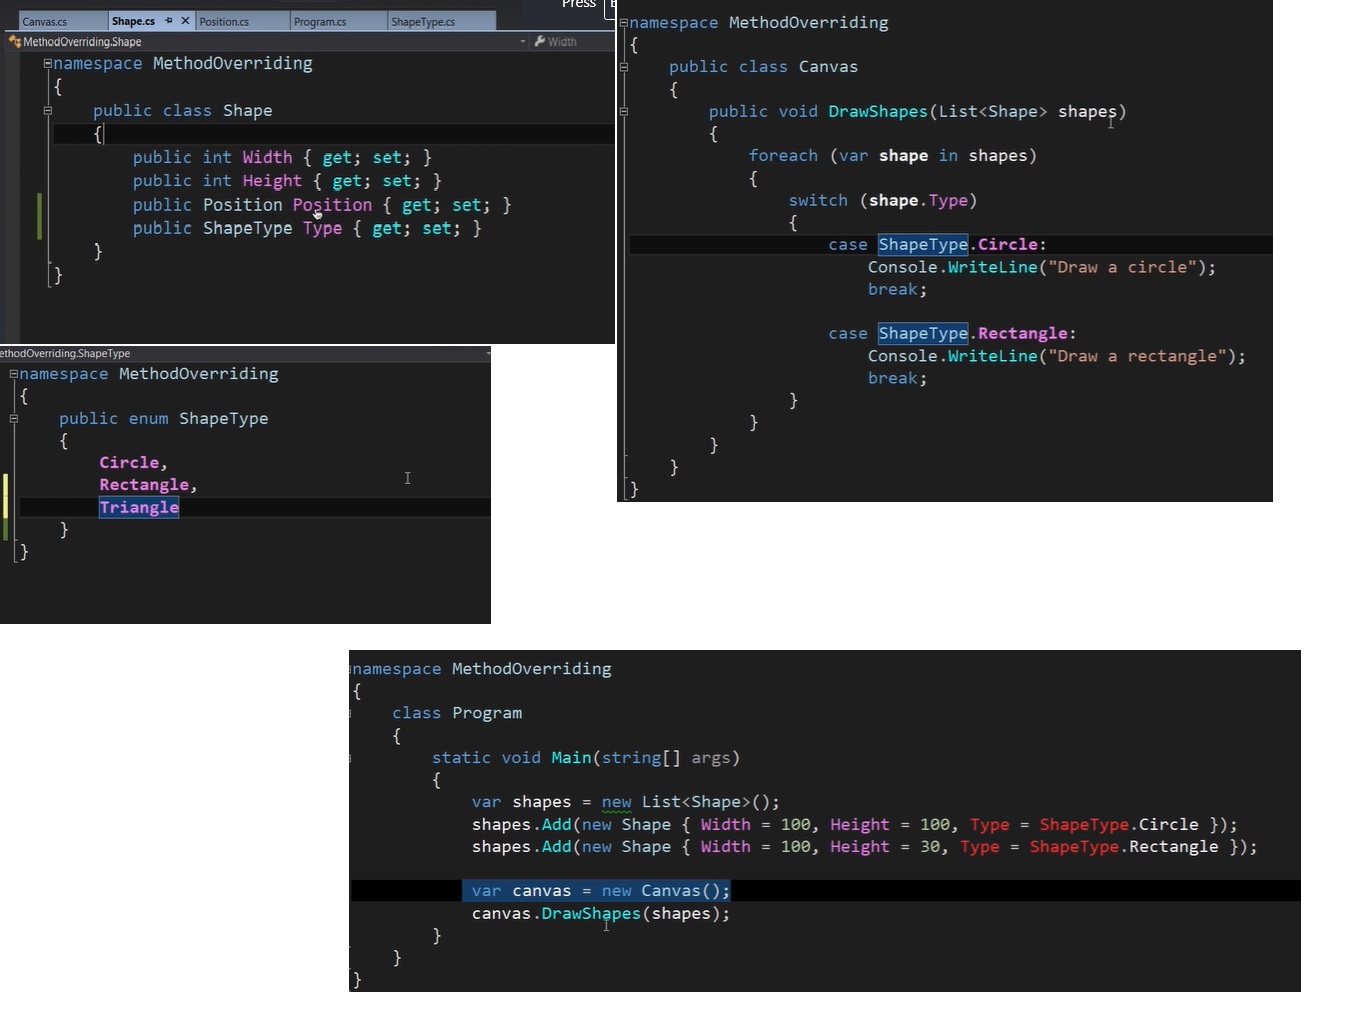 Press
Canvas.cs Shape.cs Position.cs Program.cs ShapeType.cs
MethodOverriding.Shape Width
namespace MethodOverriding
{
public class Shape
{
public int Width { get; set; }
public int Height { get; set; }
public Position Position { get; set; }
public ShapeType Type { get; set; }
}
}
namespace MethodOverriding
{
public class Canvas
{
public void DrawShapes(List<Shape> shapes)
{
foreach (var shape in shapes)
{
switch (shape.Type)
{
case ShapeType.Circle:
Console.WriteLine("Draw a circle");
break;
case ShapeType.Rectangle:
Console.WriteLine("Draw a rectangle");
break;
}
}
}
}
}
ethodOverriding.ShapeType
namespace MethodOverriding
{
public enum ShapeType
{
Circle,
Rectangle,
Triangle
}
}
namespace MethodOverriding
{
class Program
{
static void Main(string[] args)
{
var shapes = new List<Shape>();
shapes.Add(new Shape { Width = 100, Height = 100, Type = ShapeType.Circle });
shapes.Add(new Shape { Width = 100, Height = 30, Type = ShapeType.Rectangle });
var canvas = new Canvas();
canvas.DrawShapes(shapes);
}
}
}